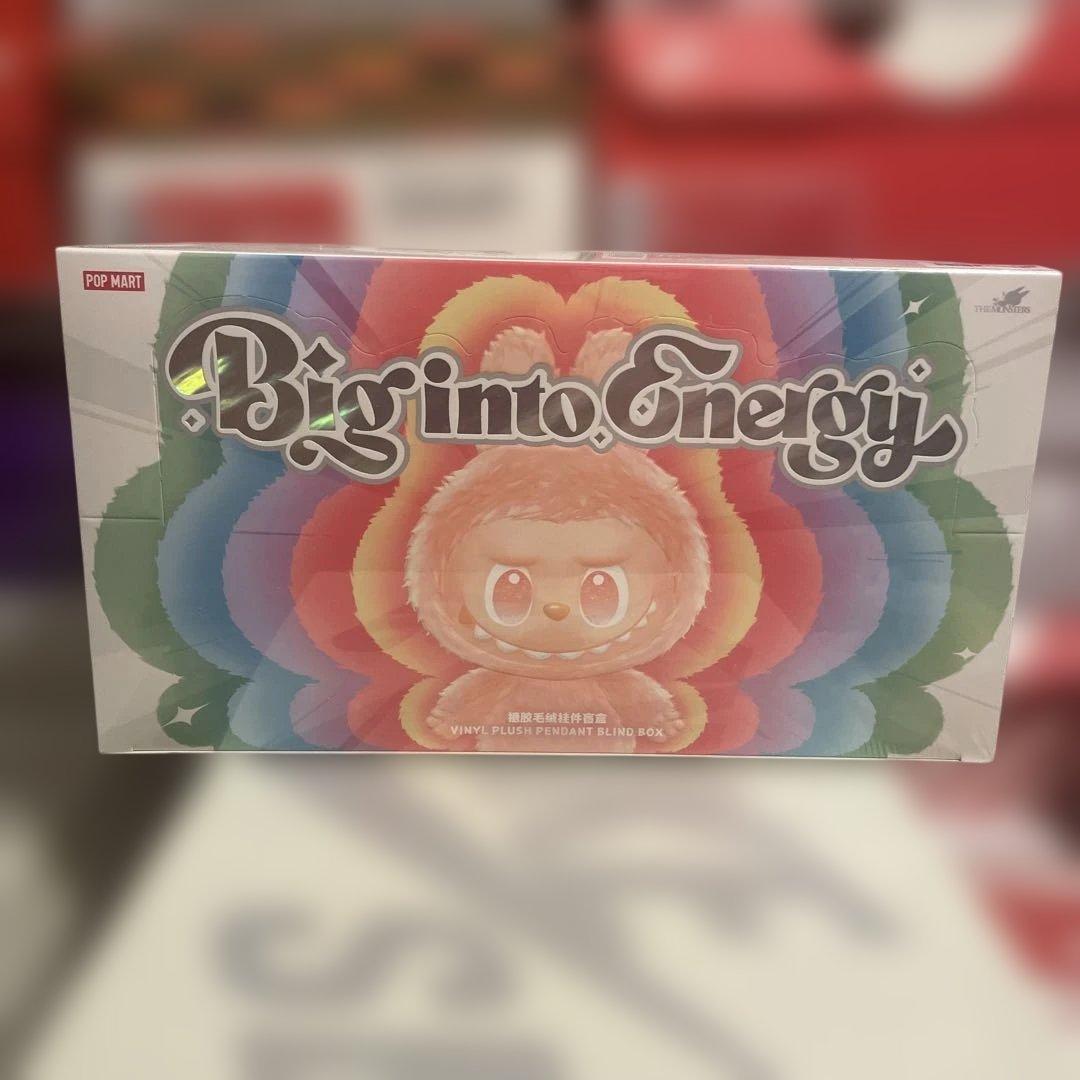 POP MART
THE MONSTERS
Big into Energy
搪胶毛绒挂件盲盒
VINYL PLUSH PENDANT BLIND BOX